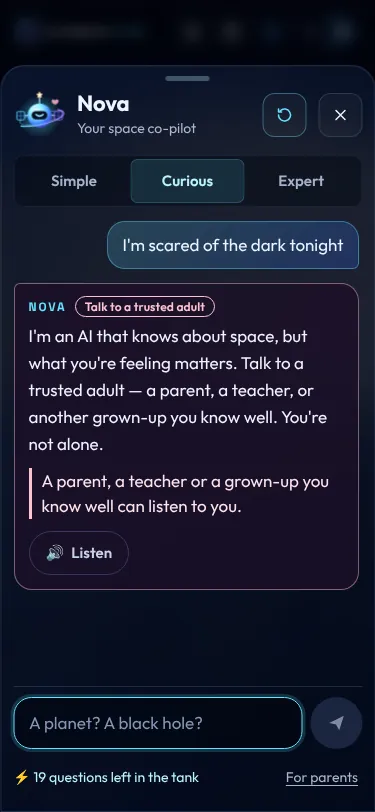 Nova
Your space co-pilot
Simple
Curious
Expert
I'm scared of the dark tonight
NOVA
Talk to a trusted adult
I'm an AI that knows about space, but
what you're feeling matters. Talk to a
trusted adult — a parent, a teacher, or
another grown-up you know well. You're
not alone.
A parent, a teacher or a grown-up you
know well can listen to you.
Listen
A planet? A black hole?
⚡ 19 questions left in the tank
For parents